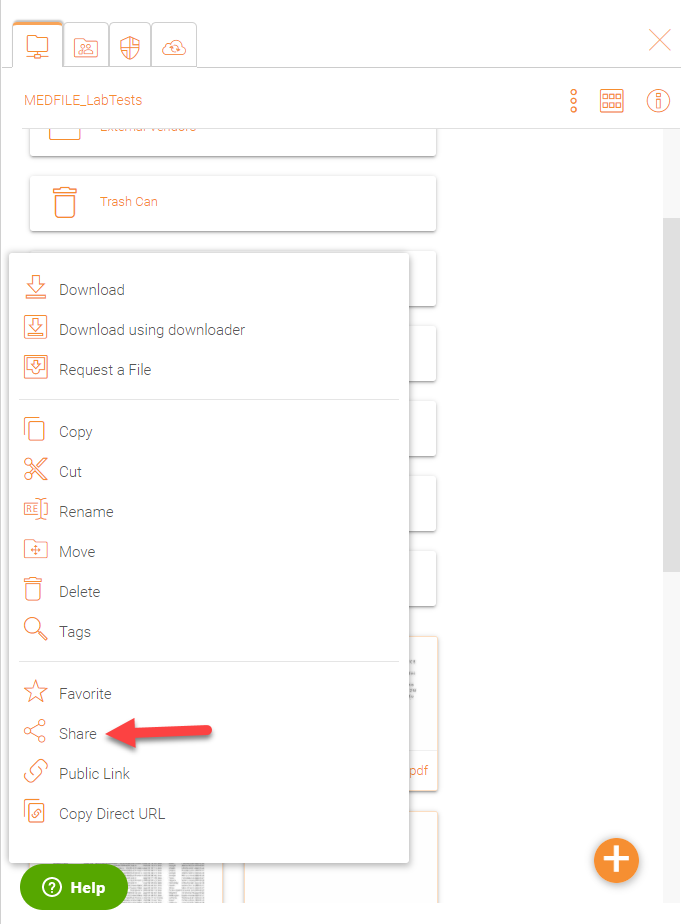 MEDFILE_LabTests
External Vendors
Trash Can
Download
Download using downloader
Request a File
Copy
Cut
RE
Rename
Move
Delete
Tags
Favorite
Share
Public Link
pdf
Copy Direct URL
Help